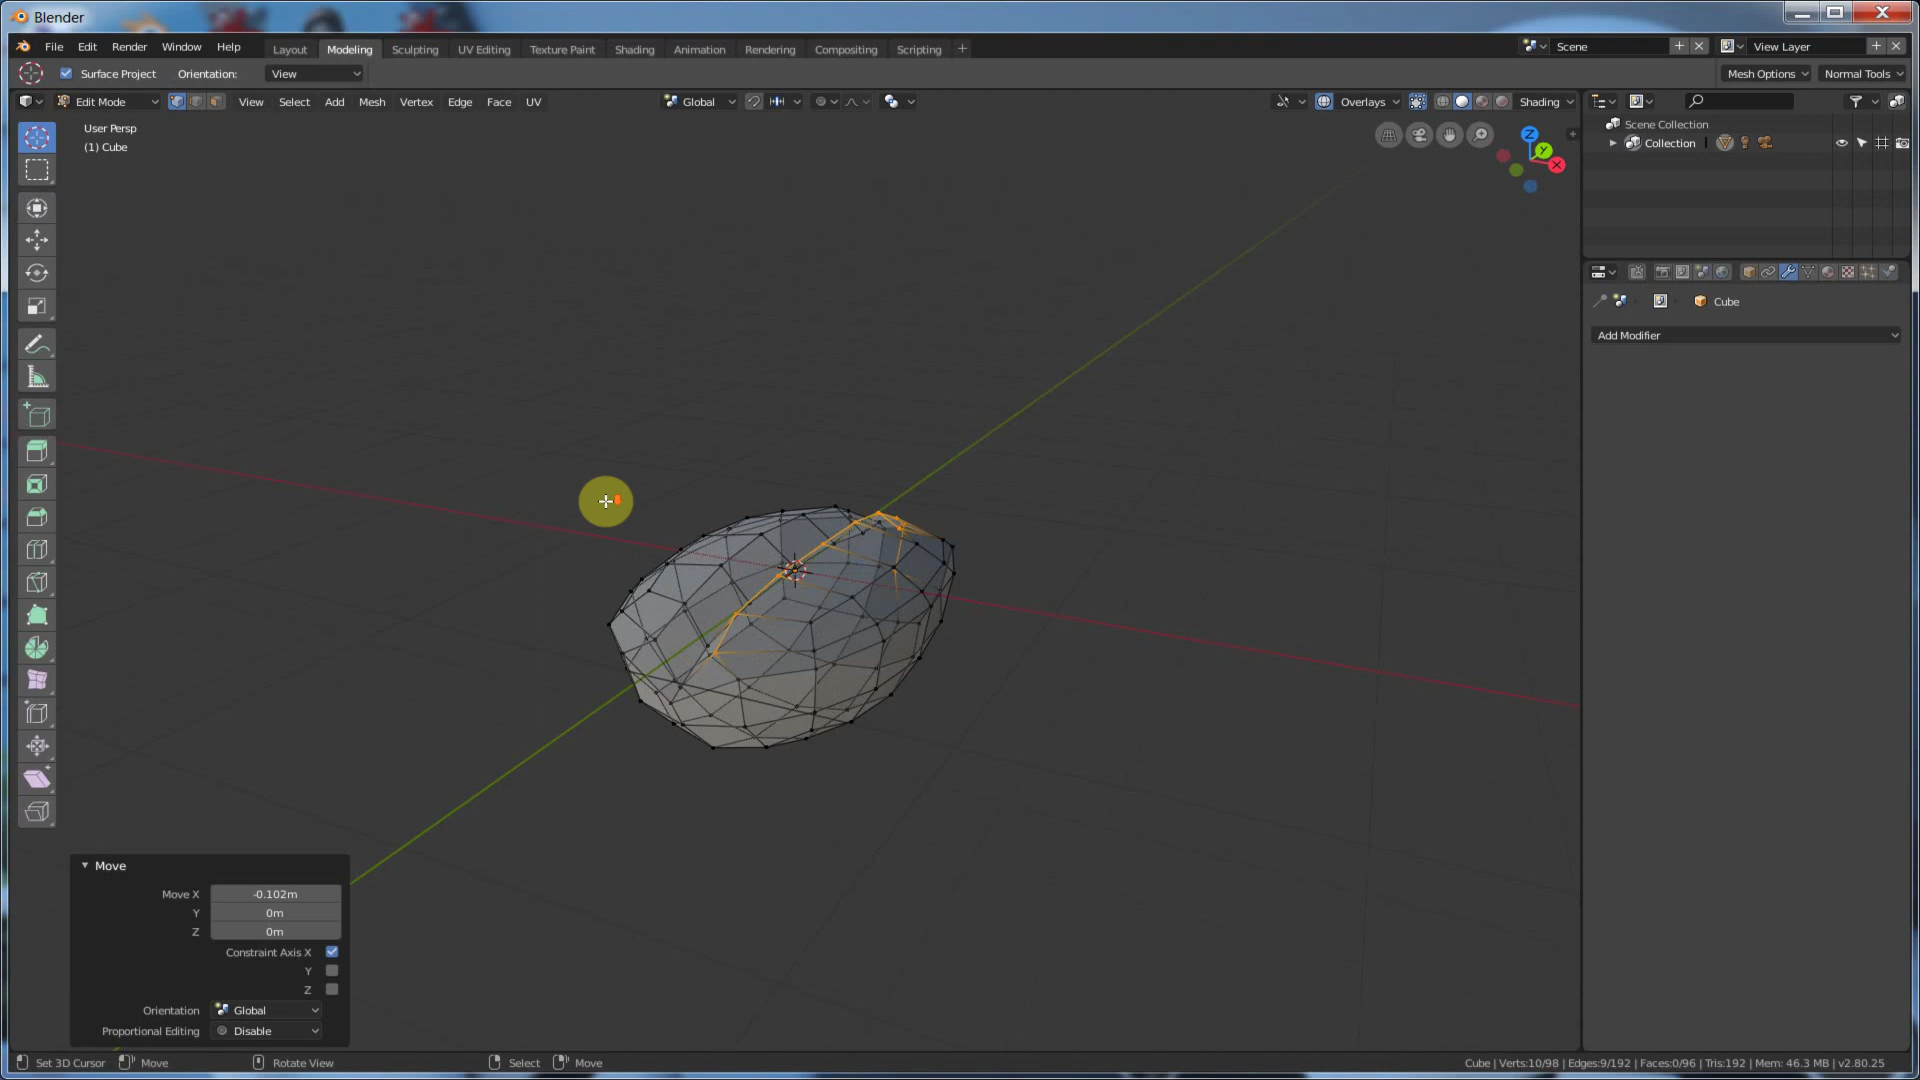 Blender
File Edit Render Window Help Layout Modeling Sculpting UV Editing Texture Paint Shading Animation Rendering Compositing Scripting Scene View Layer
Surface Project Orientation: View Mesh Options Normal Tools
Edit Mode View Select Add Mesh Vertex Edge Face UV Global Overlays Shading
User Persp
(1) Cube
Z
Y
X
Scene Collection
Collection
Cube
Add Modifier
Move
Move X -0.102m
Y 0m
Z 0m
Constraint Axis X
Y
Z
Orientation Global
Proportional Editing Disable
Set 3D Cursor Move Rotate View Select Move Cube | Verts:10/98 | Edges:9/192 | Faces:0/96 | Tris:192 | Mem: 46.3 MB | v2.80.25